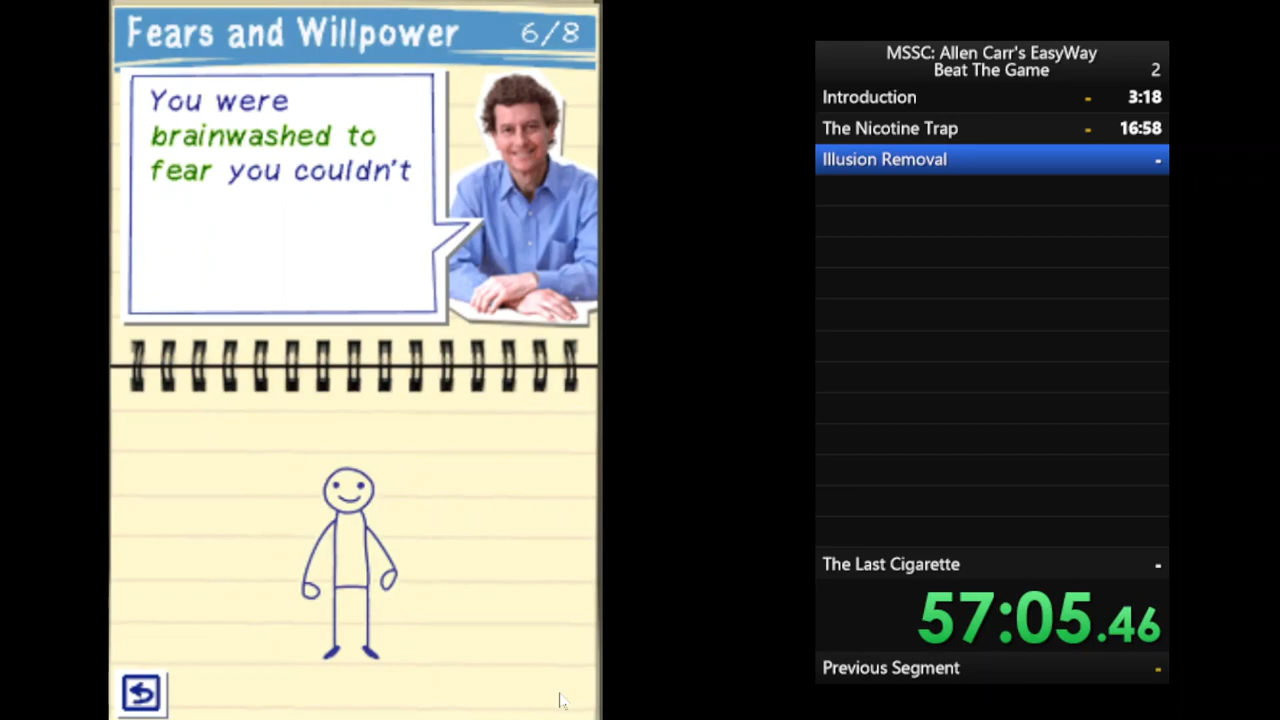 Fears and Willpower 6/8
You were
brainwashed to
fear you couldn't
MSSC: Allen Carr's EasyWay
Beat The Game 2
Introduction - 3:18
The Nicotine Trap - 16:58
Illusion Removal -
The Last Cigarette -
57:05.46
Previous Segment -